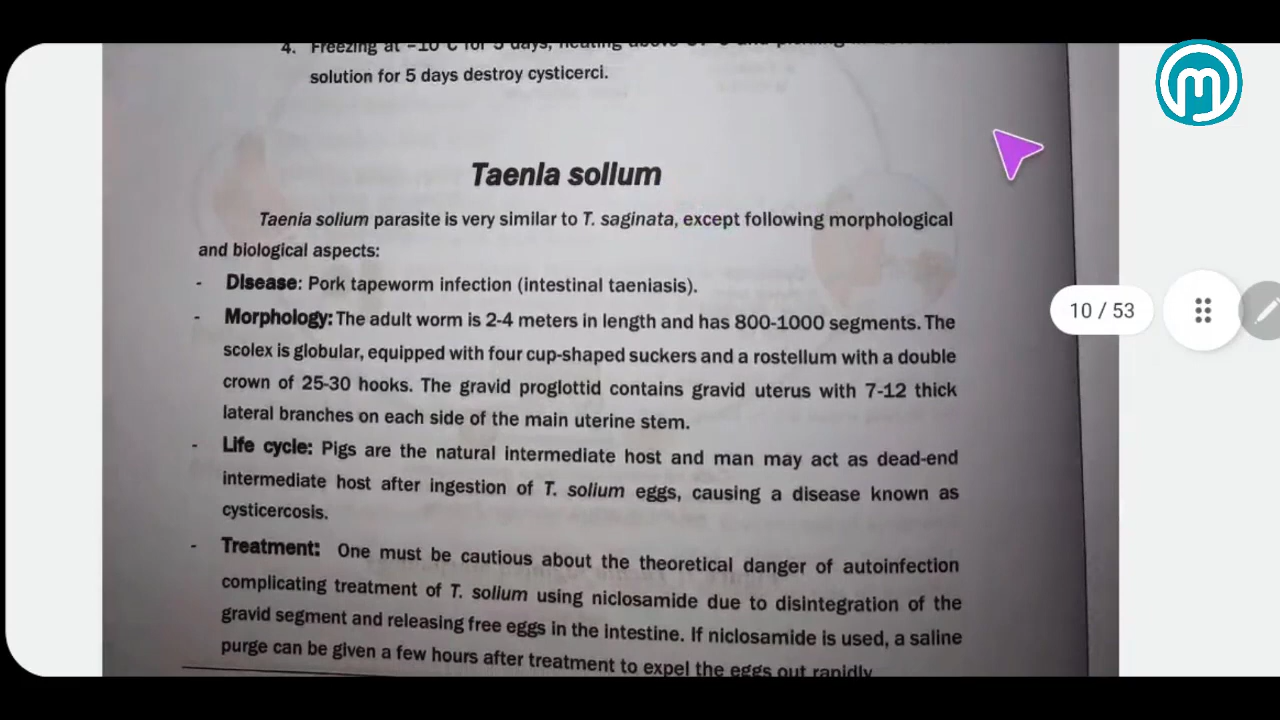 solution for 5 days destroy cysticerci.
Taenia solium
Taenia solium parasite is very similar to T. saginata, except following morphological
and biological aspects:
- Disease: Pork tapeworm infection (intestinal taeniasis).
- Morphology: The adult worm is 2-4 meters in length and has 800-1000 segments. The
scolex is globular, equipped with four cup-shaped suckers and a rostellum with a double
crown of 25-30 hooks. The gravid proglottid contains gravid uterus with 7-12 thick
lateral branches on each side of the main uterine stem.
10 / 53
- Life cycle: Pigs are the natural intermediate host and man may act as dead-end
intermediate host after ingestion of T. solium eggs, causing a disease known as
cysticercosis.
- Treatment: One must be cautious about the theoretical danger of autoinfection
complicating treatment of T. solium using niclosamide due to disintegration of the
gravid segment and releasing free eggs in the intestine. If niclosamide is used, a saline
purge can be given a few hours after treatment to expel the eggs out rapidly